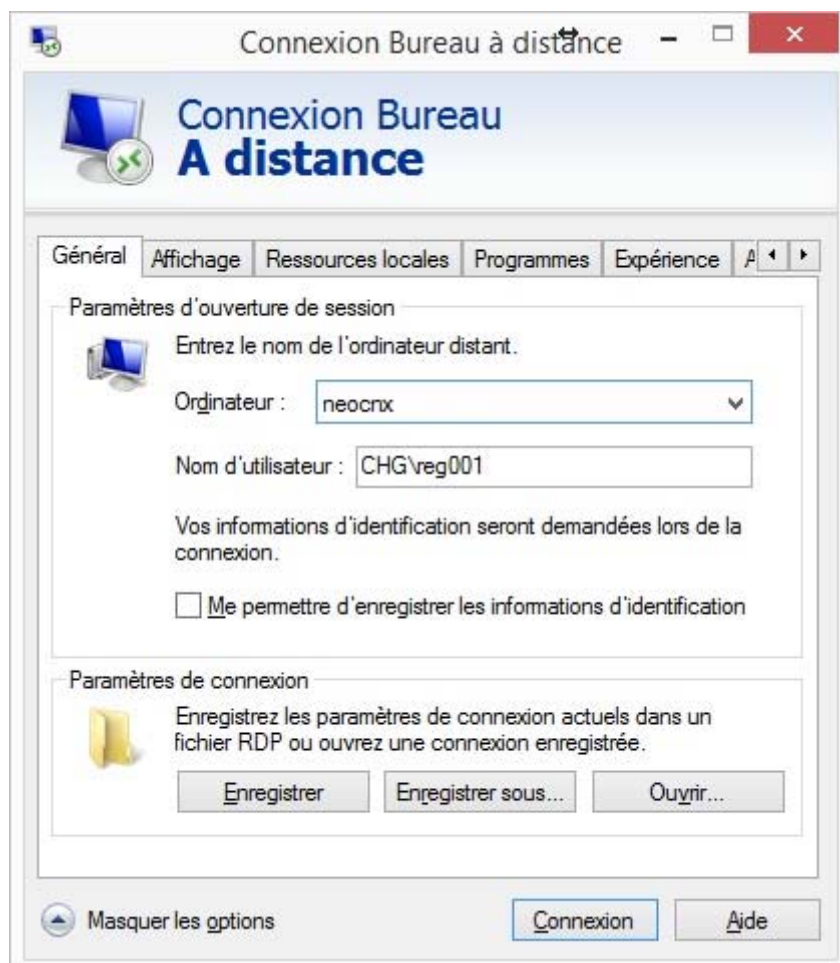 Connexion Bureau à distance
Connexion Bureau
A distance
Général Affichage Ressources locales Programmes Expérience A
Paramètres d'ouverture de session
Entrez le nom de l'ordinateur distant.
Ordinateur : neocnx
Nom d'utilisateur : CHG\reg001
Vos informations d'identification seront demandées lors de la
connexion.
Me permettre d'enregistrer les informations d'identification
Paramètres de connexion
Enregistrez les paramètres de connexion actuels dans un
fichier RDP ou ouvrez une connexion enregistrée.
Enregistrer Enregistrer sous... Ouvrir...
Masquer les options Connexion Aide